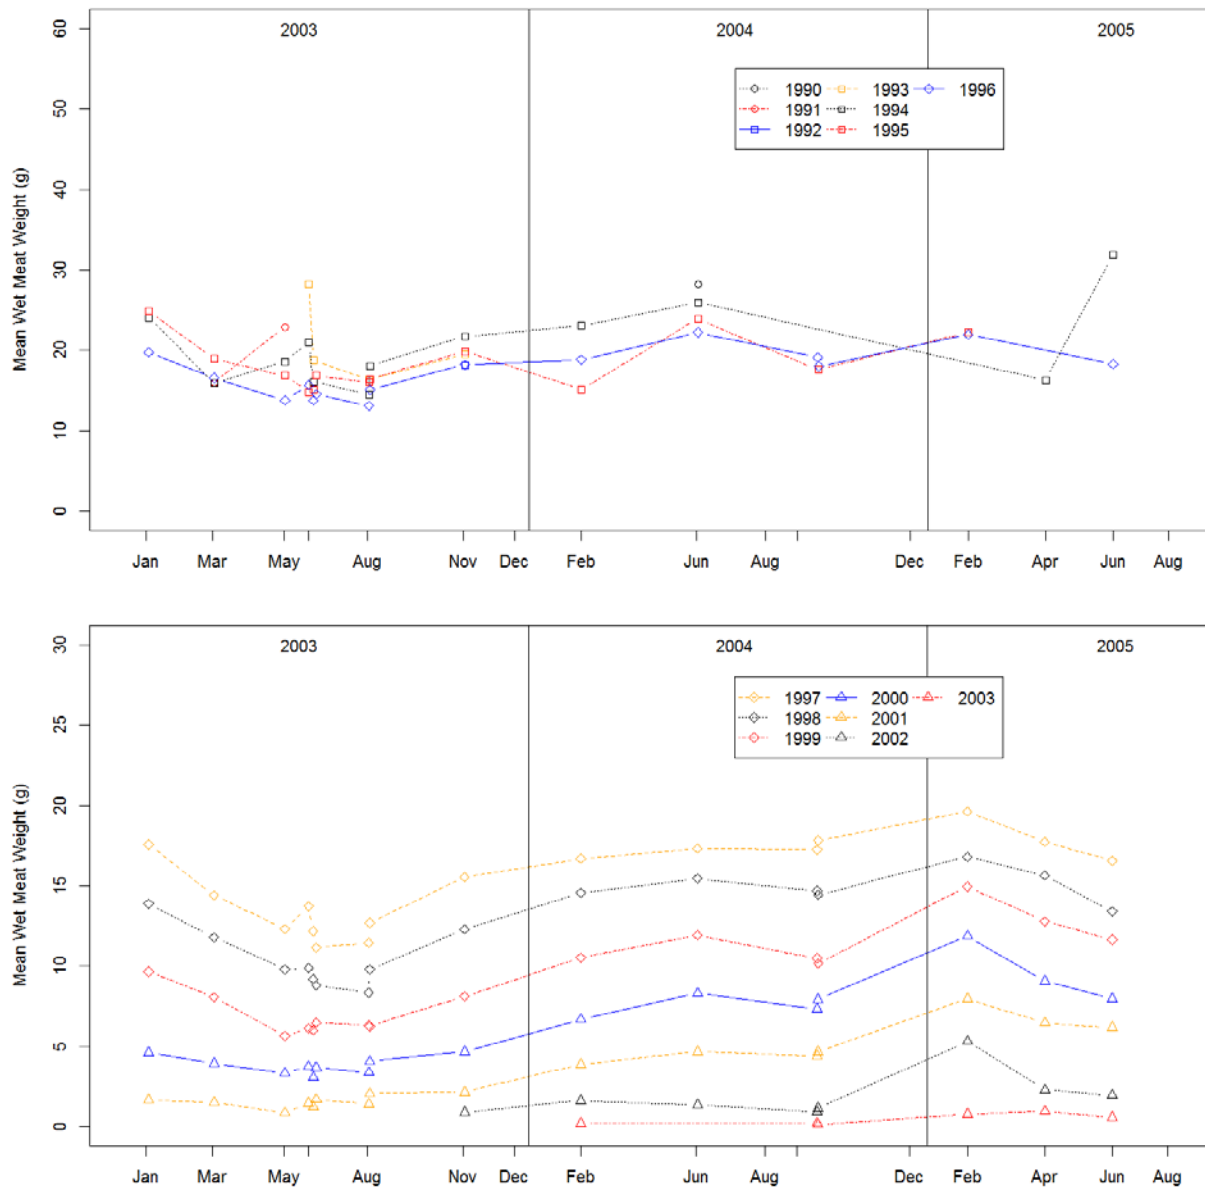 2003 2004 2005
60
50
40
30
20
10
0
Mean Wet Meat Weight (g)
1990 1993 1996
1991 1994
1992 1995
Jan Mar May Aug Nov Dec Feb Jun Aug Dec Feb Apr Jun Aug
2003 2004 2005
30
25
20
15
10
5
0
Mean Wet Meat Weight (g)
1997 2000 2003
1998 2001
1999 2002
Jan Mar May Aug Nov Dec Feb Jun Aug Dec Feb Apr Jun Aug